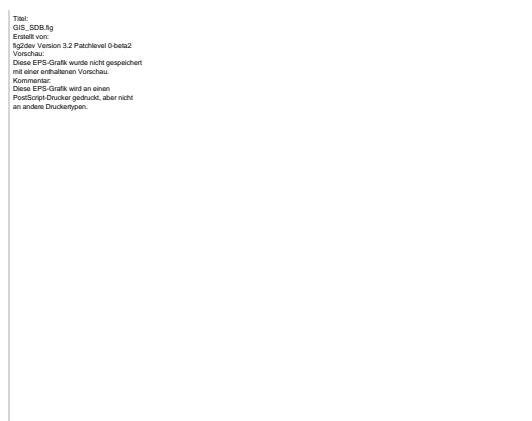 Titel:
GIS_SDB.fig
Erstellt von:
fig2dev Version 3.2 Patchlevel 0-beta2
Vorschau:
Diese EPS-Grafik wurde nicht gespeichert
mit einer enthaltenen Vorschau.
Kommentar:
Diese EPS-Grafik wird an einen
PostScript-Drucker gedruckt, aber nicht
an andere Druckertypen.